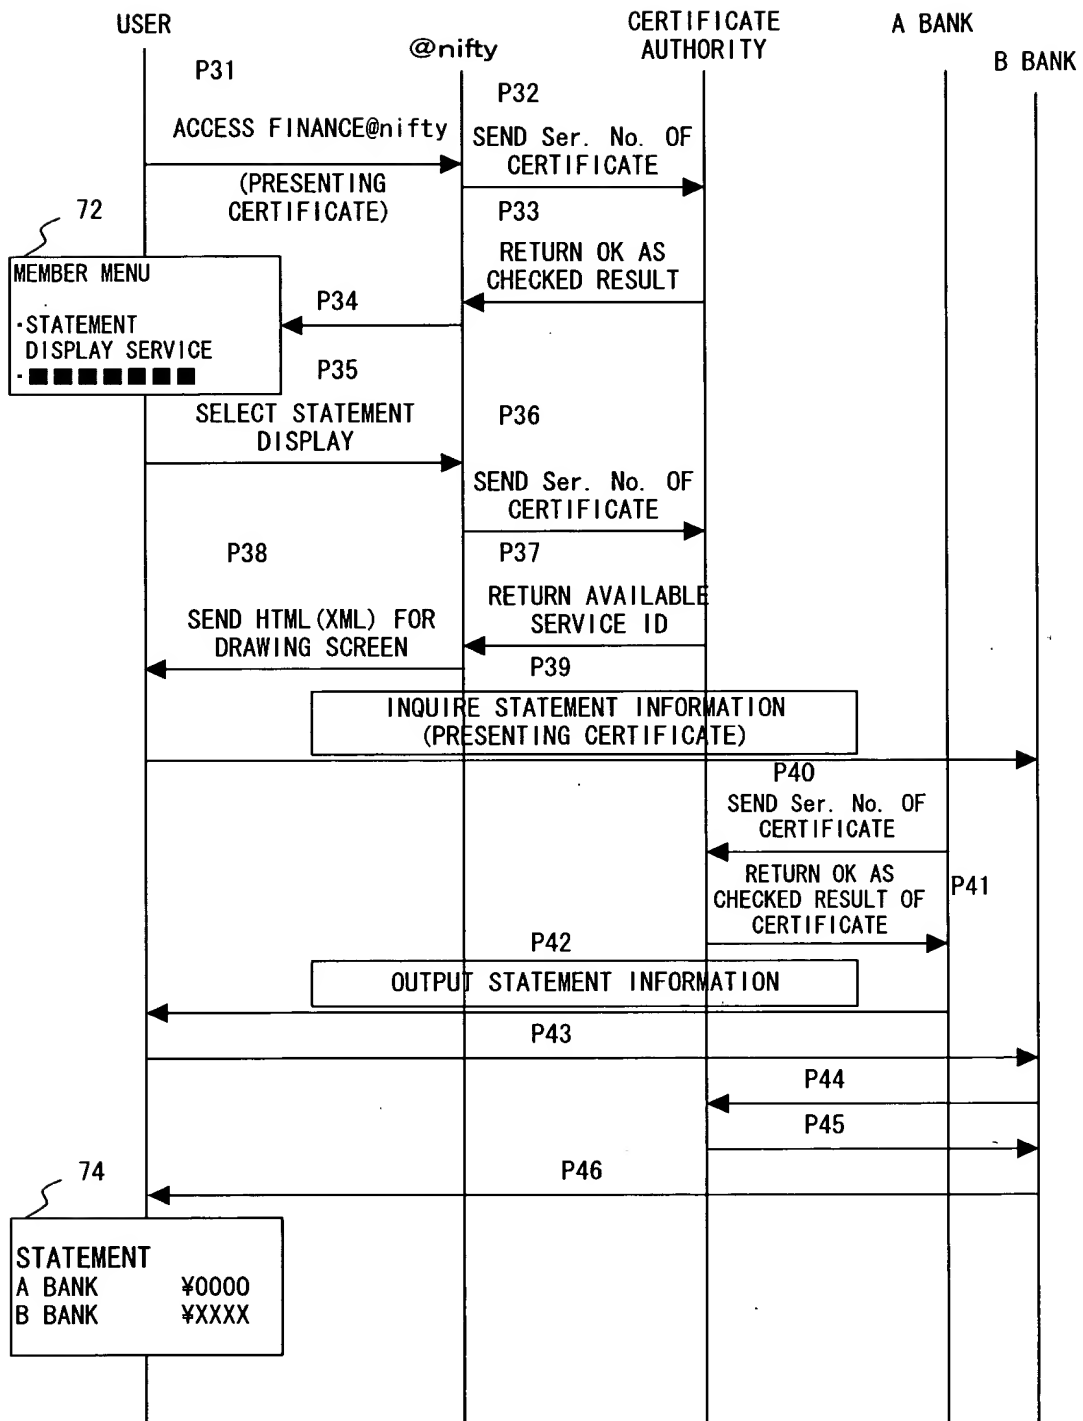 USER
@nifty
CERTIFICATE
AUTHORITY
A BANK
B BANK
P31
P32
ACCESS FINANCE@nifty
SEND Ser. No. OF
CERTIFICATE
(PRESENTING
CERTIFICATE)
P33
72
RETURN OK AS
CHECKED RESULT
MEMBER MENU
P34
·STATEMENT
DISPLAY SERVICE
·■■■■■■■
P35
SELECT STATEMENT
DISPLAY
P36
SEND Ser. No. OF
CERTIFICATE
P38
P37
SEND HTML(XML) FOR
DRAWING SCREEN
RETURN AVAILABLE
SERVICE ID
P39
INQUIRE STATEMENT INFORMATION
(PRESENTING CERTIFICATE)
P40
SEND Ser. No. OF
CERTIFICATE
RETURN OK AS
CHECKED RESULT OF
CERTIFICATE
P41
P42
OUTPUT STATEMENT INFORMATION
P43
P44
P45
P46
74
STATEMENT
A BANK ¥0000
B BANK ¥XXXX